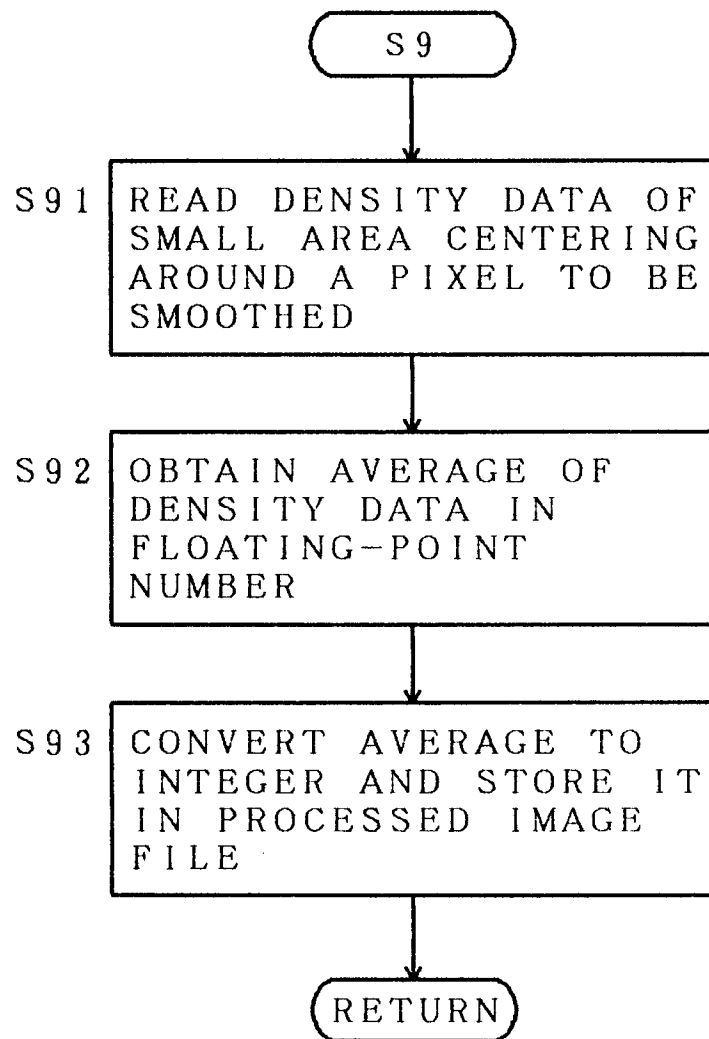 S9
S91
READ DENSITY DATA OF
SMALL AREA CENTERING
AROUND A PIXEL TO BE
SMOOTHED
S92
OBTAIN AVERAGE OF
DENSITY DATA IN
FLOATING-POINT
NUMBER
S93
CONVERT AVERAGE TO
INTEGER AND STORE IT
IN PROCESSED IMAGE
FILE
RETURN